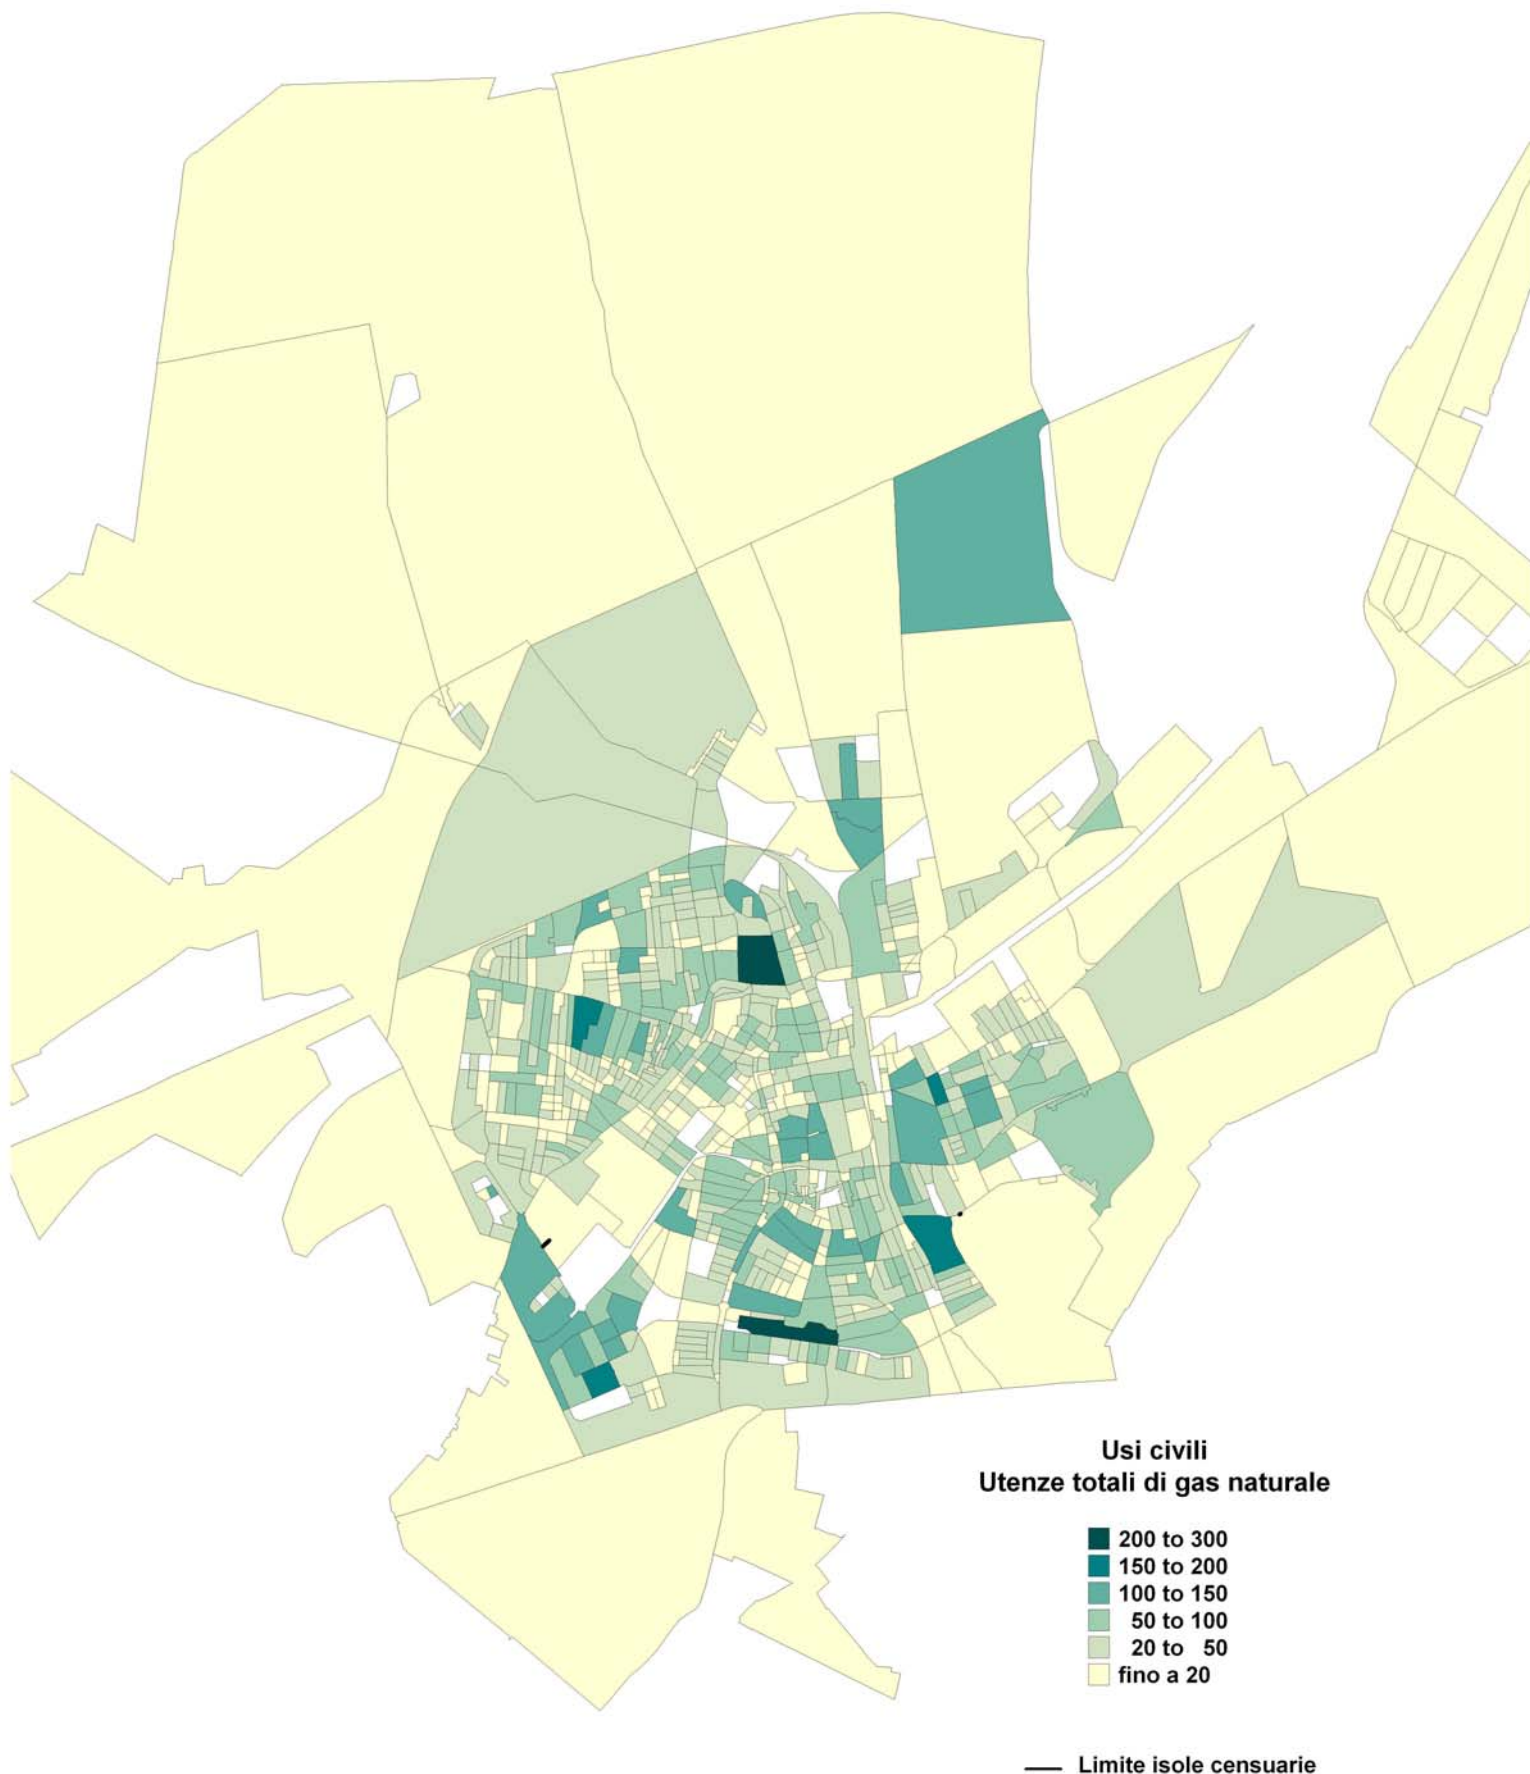 Usi civili
Utenze totali di gas naturale
200 to 300
150 to 200
100 to 150
50 to 100
20 to 50
fino a 20
Limite isole censuarie